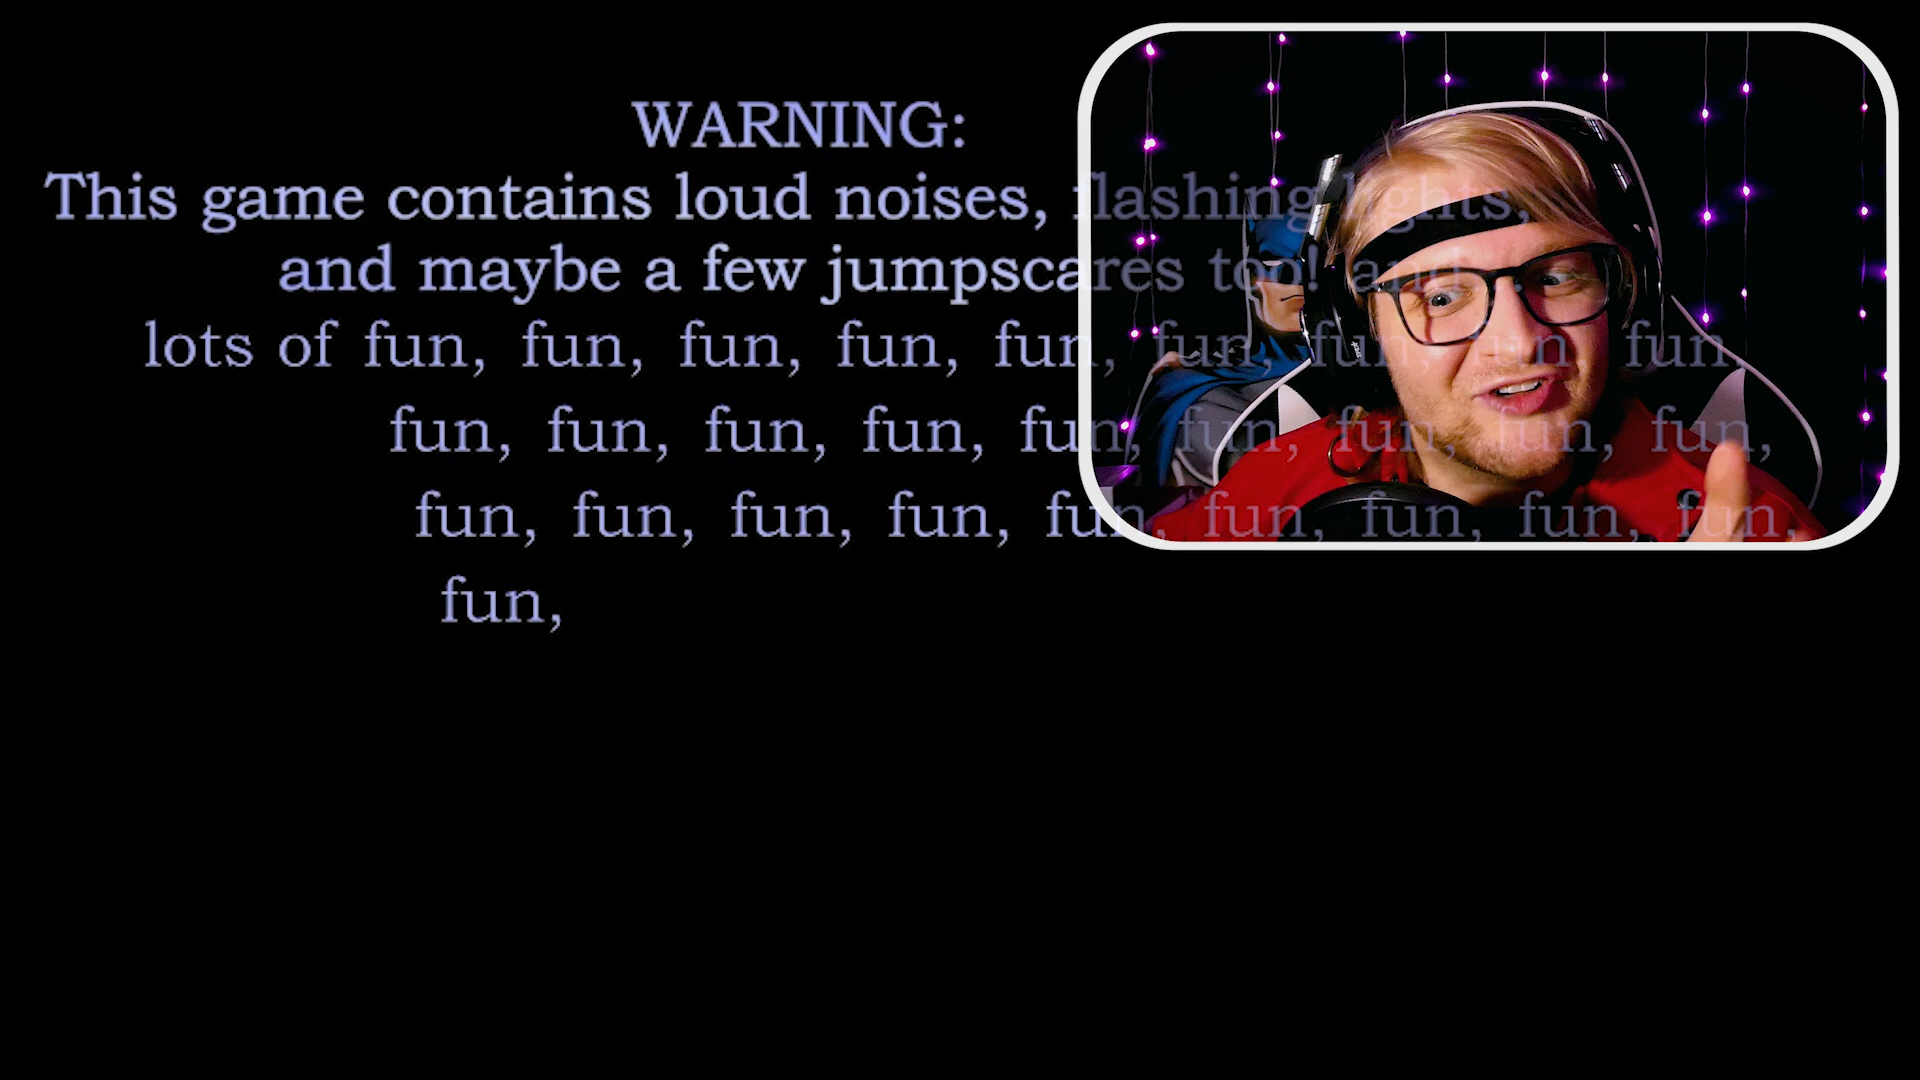 WARNING:
This game contains loud noises, flashing lights,
and maybe a few jumpscares too! and...
lots of fun, fun, fun, fun, fun, fun, fun, fun, fun,
fun, fun, fun, fun, fun, fun, fun, fun, fun,
fun, fun, fun, fun, fun, fun, fun, fun, fun,
fun,